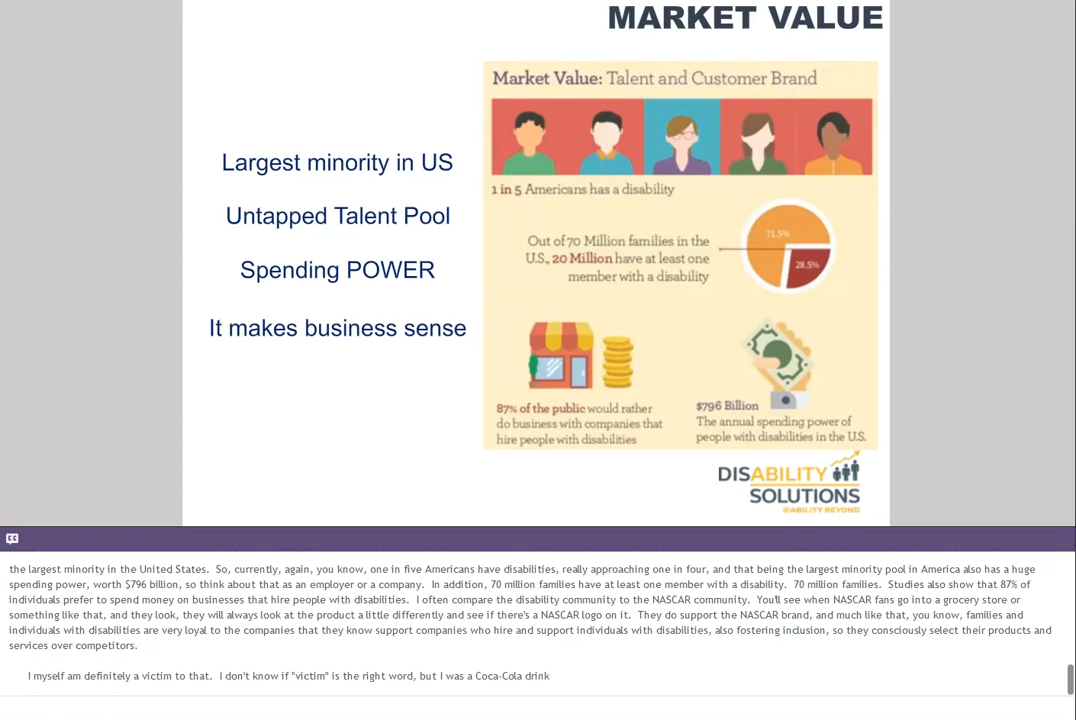 MARKET VALUE
Largest minority in US
Untapped Talent Pool
Spending POWER
It makes business sense
Market Value: Talent and Customer Brand
1 in 5 Americans has a disability
Out of 70 Million families in the
U.S., 20 Million have at least one
member with a disability
71.5%
28.5%
87% of the public would rather
do business with companies that
hire people with disabilities
$796 Billion
The annual spending power of
people with disabilities in the U.S.
DISABILITY
SOLUTIONS
@ABILITY BEYOND
the largest minority in the United States. So, currently, again, you know, one in five Americans have disabilities, really approaching one in four, and that being the largest minority pool in America also has a huge
spending power, worth $796 billion, so think about that as an employer or a company. In addition, 70 million families have at least one member with a disability. 70 million families. Studies also show that 87% of
individuals prefer to spend money on businesses that hire people with disabilities. I often compare the disability community to the NASCAR community. You'll see when NASCAR fans go into a grocery store or
something like that, and they look, they will always look at the product a little differently and see if there's a NASCAR logo on it. They do support the NASCAR brand, and much like that, you know, families and
individuals with disabilities are very loyal to the companies that they know support companies who hire and support individuals with disabilities, also fostering inclusion, so they consciously select their products and
services over competitors.
I myself am definitely a victim to that. I don't know if "victim" is the right word, but I was a Coca-Cola drink